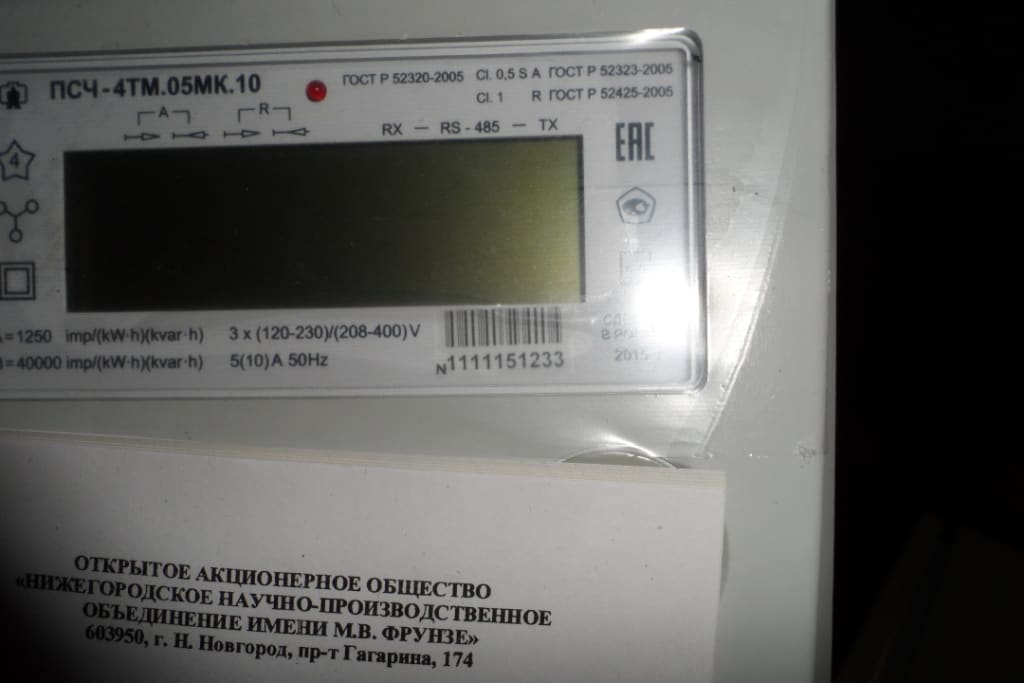 ПСЧ-4ТМ.05МК.10
ГОСТ Р 52320-2005 Cl. 0,5 S A ГОСТ Р 52323-2005
Cl. 1 R ГОСТ Р 52425-2005
A R
RX — RS-485 — TX
EAC
4
=1250 imp/(kW·h)(kvar·h) 3 x (120-230)/(208-400)V
=40000 imp/(kW·h)(kvar·h) 5(10)A 50Hz
N1111151233
2015
ОТКРЫТОЕ АКЦИОНЕРНОЕ ОБЩЕСТВО
«НИЖЕГОРОДСКОЕ НАУЧНО-ПРОИЗВОДСТВЕННОЕ
ОБЪЕДИНЕНИЕ ИМЕНИ М.В. ФРУНЗЕ»
603950, г. Н. Новгород, пр-т Гагарина, 174